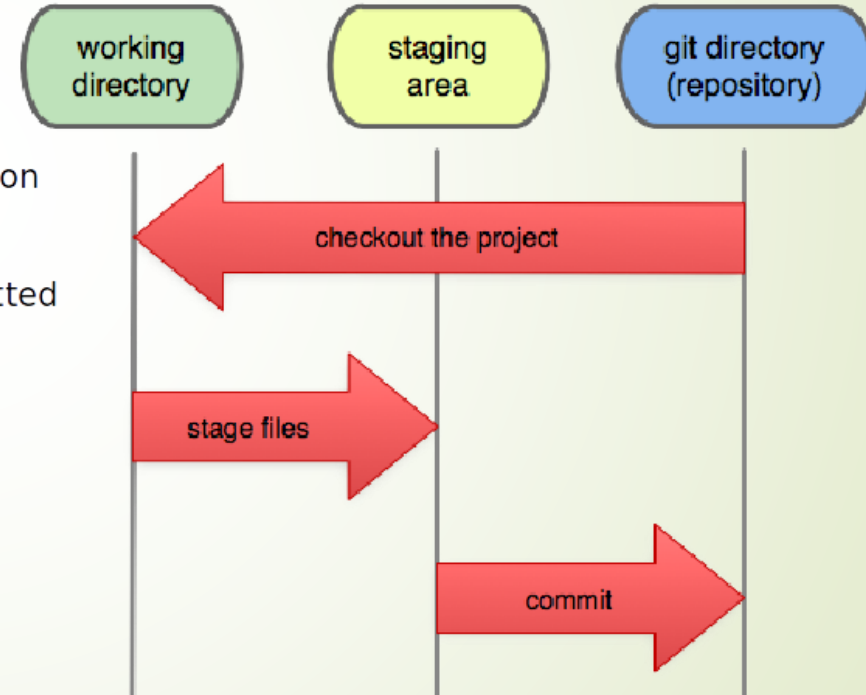 working
directory
staging
area
git directory
(repository)
on
checkout the project
tted
stage files
commit